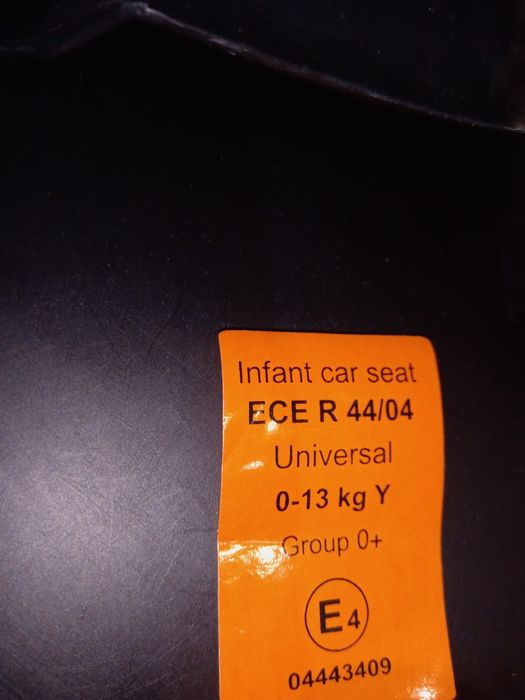 Infant car seat
ECE R 44/04
Universal
0-13 kg Y
Group 0+
E4
04443409